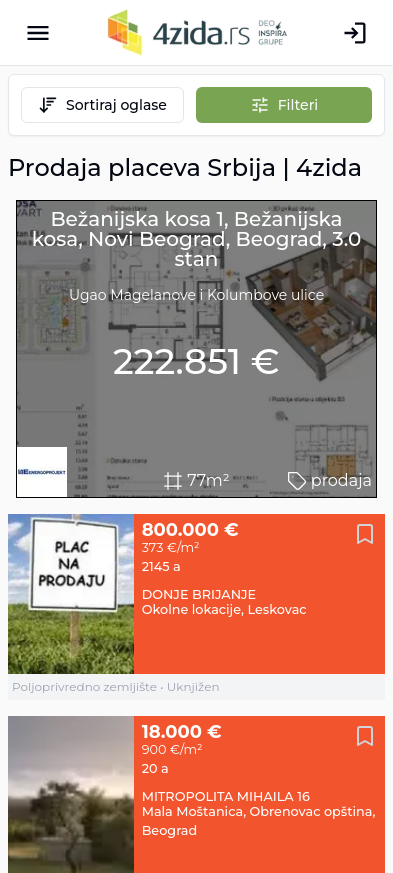 4zida.rs
DEO
INSPIRA
GRUPE
Sortiraj oglase
Filteri
Prodaja placeva Srbija | 4zida
Bežanijska kosa 1, Bežanijska
kosa, Novi Beograd, Beograd, 3.0
stan
Ugao Magelanove i Kolumbove ulice
222.851 €
ENERGOPROJEKT
77m²
prodaja
PLAC
NA
PRODAJU
800.000 €
373 €/m²
2145 a
DONJE BRIJANJE
Okolne lokacije, Leskovac
Poljoprivredno zemljište • Uknjižen
18.000 €
900 €/m²
20 a
MITROPOLITA MIHAILA 16
Mala Moštanica, Obrenovac opština,
Beograd